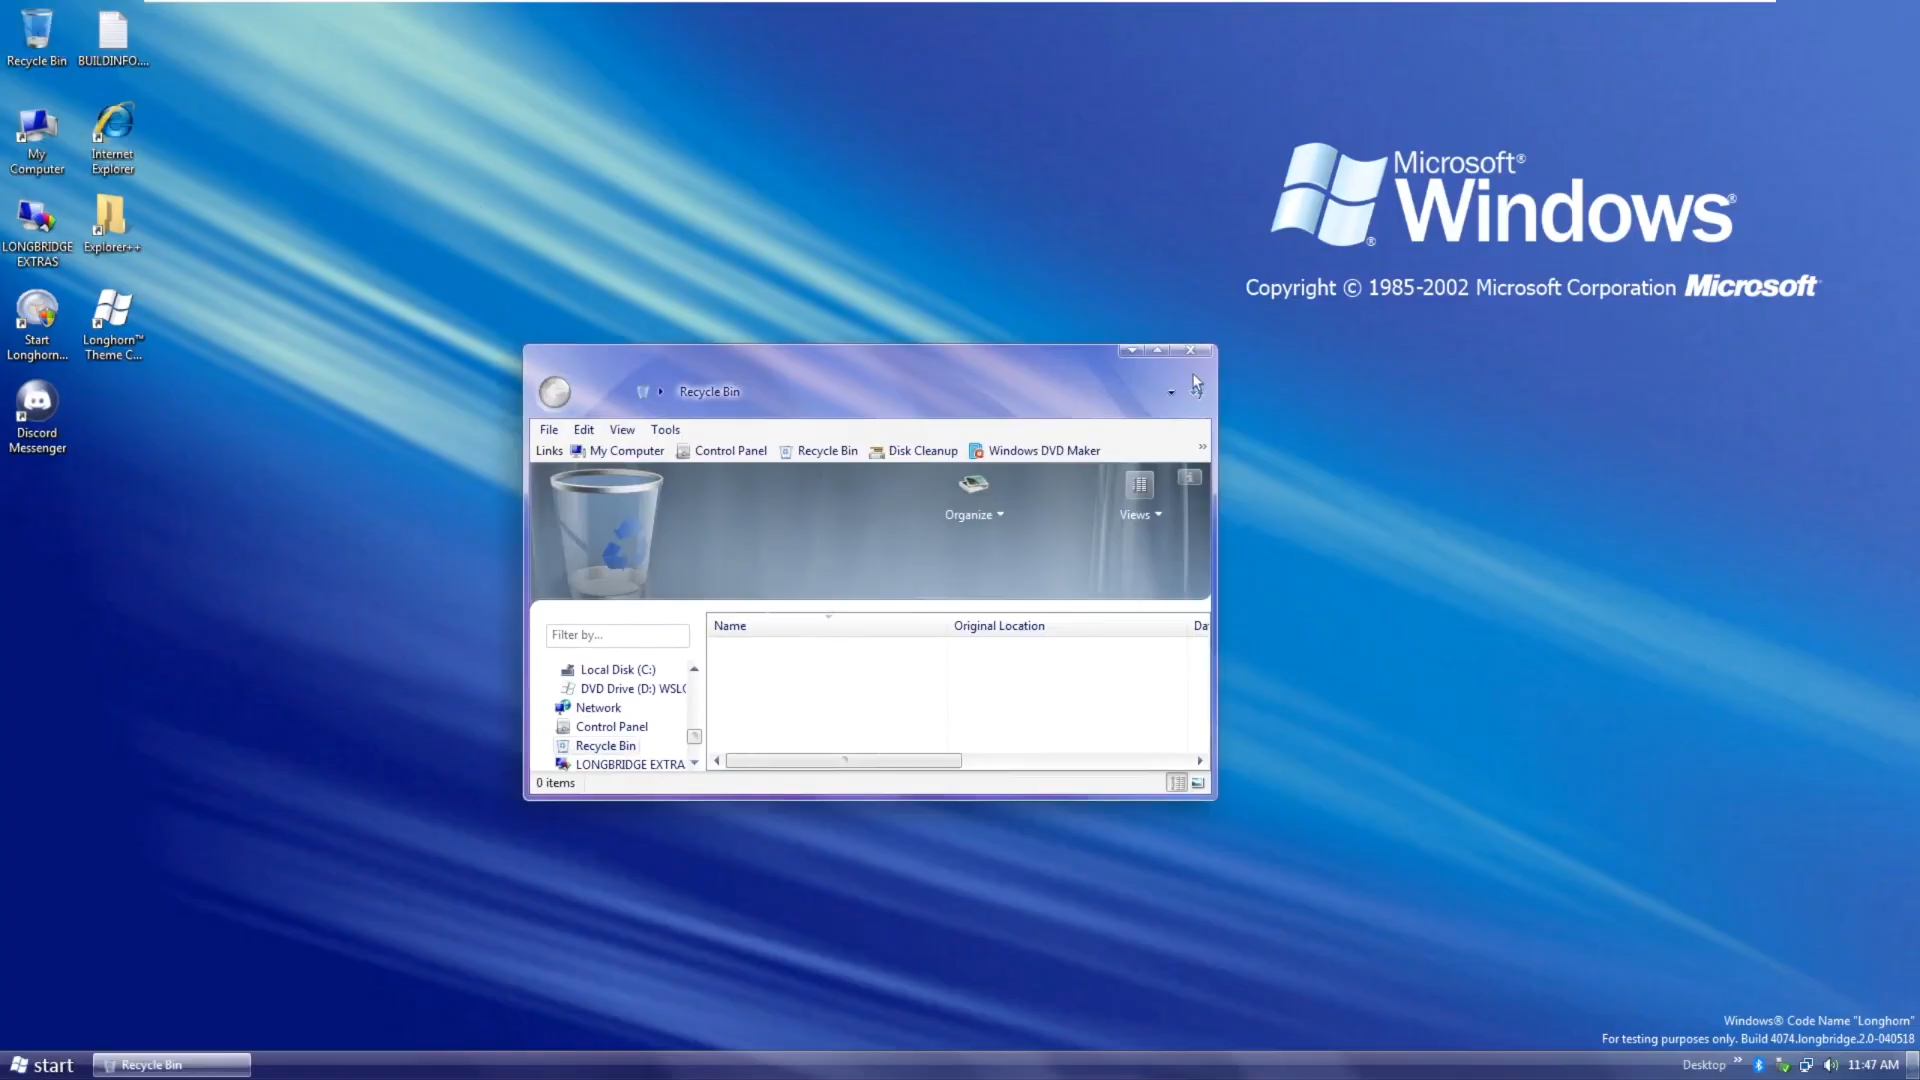 Recycle Bin
BUILDINFO....
My
Computer
Internet
Explorer
LONGBRIDGE
EXTRAS
Explorer++
Start
Longhorn...
Longhorn™
Theme C...
Discord
Messenger
Microsoft®
Windows®
®
Copyright © 1985-2002 Microsoft Corporation Microsoft
Recycle Bin
File Edit View Tools
Links My Computer Control Panel Recycle Bin Disk Cleanup Windows DVD Maker »
Organize
Views
Filter by...
Name
Original Location
Da
Local Disk (C:)
DVD Drive (D:) WSLC
Network
Control Panel
Recycle Bin
LONGBRIDGE EXTRA
0 items
Windows® Code Name "Longhorn"
For testing purposes only. Build 4074.longbridge.2.0-040518
start
Recycle Bin
Desktop » 11:47 AM